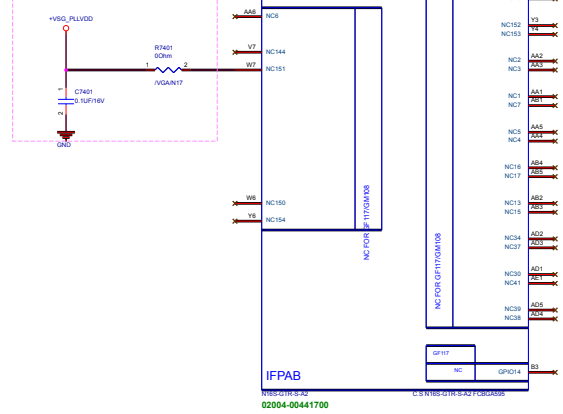 AA6
NC6
+VSG_PLLVDD
V7
NC144
R7401
0Ohm
1
2
W7
NC151
/VGA/N17
1
C7401
0.1UF/16V
2
GND
W6
NC150
Y6
NC154
NC FOR GF117/GM108
NC FOR GF117/GM108
NC152
Y3
NC153
Y4
NC2
AA2
NC3
AA3
NC1
AA1
NC7
AB1
NC5
AA5
NC4
AA4
NC16
AB4
NC17
AB5
NC13
AB2
NC15
AB3
NC34
AD2
NC37
AD3
NC30
AD1
NC41
AE1
NC39
AD5
NC38
AD4
GF117
NC
GPIO14
B3
IFPAB
N16S-GTR-S-A2
C.S N16S-GTR-S-A2 FCBGA595
02004-00441700